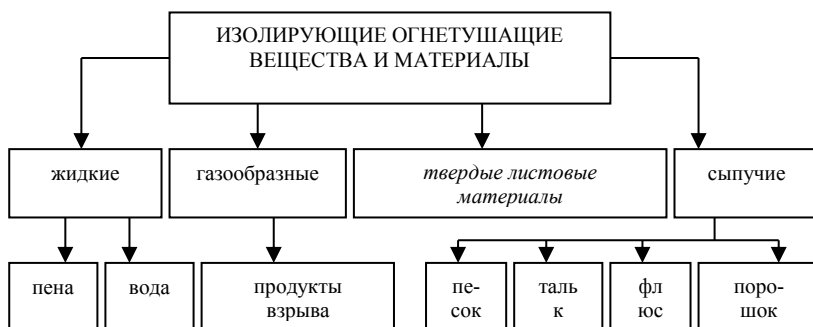 ИЗОЛИРУЮЩИЕ ОГНЕТУШАЩИЕ
ВЕЩЕСТВА И МАТЕРИАЛЫ
жидкие
газообразные
твердые листовые
материалы
сыпучие
пена
вода
продукты
взрыва
пе-
сок
таль
к
фл
юс
поро-
шок